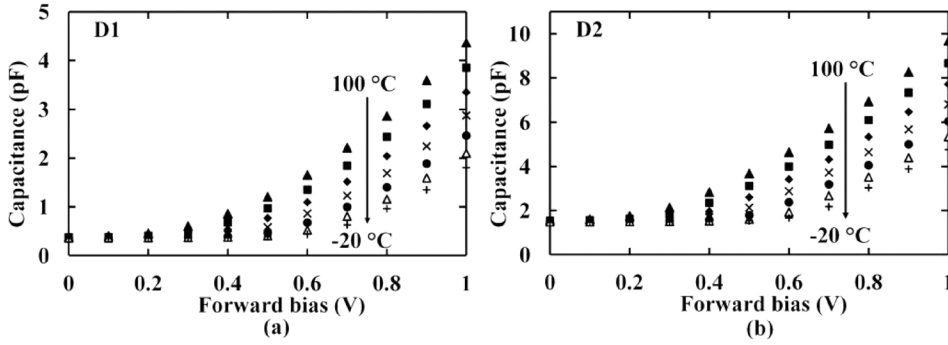 D1
5
4
3
2
1
0
Capacitance (pF)
100 °C
-20 °C
0 0.2 0.4 0.6 0.8 1
Forward bias (V)
(a)
D2
10
8
6
4
2
0
Capacitance (pF)
100 °C
-20 °C
0 0.2 0.4 0.6 0.8 1
Forward bias (V)
(b)